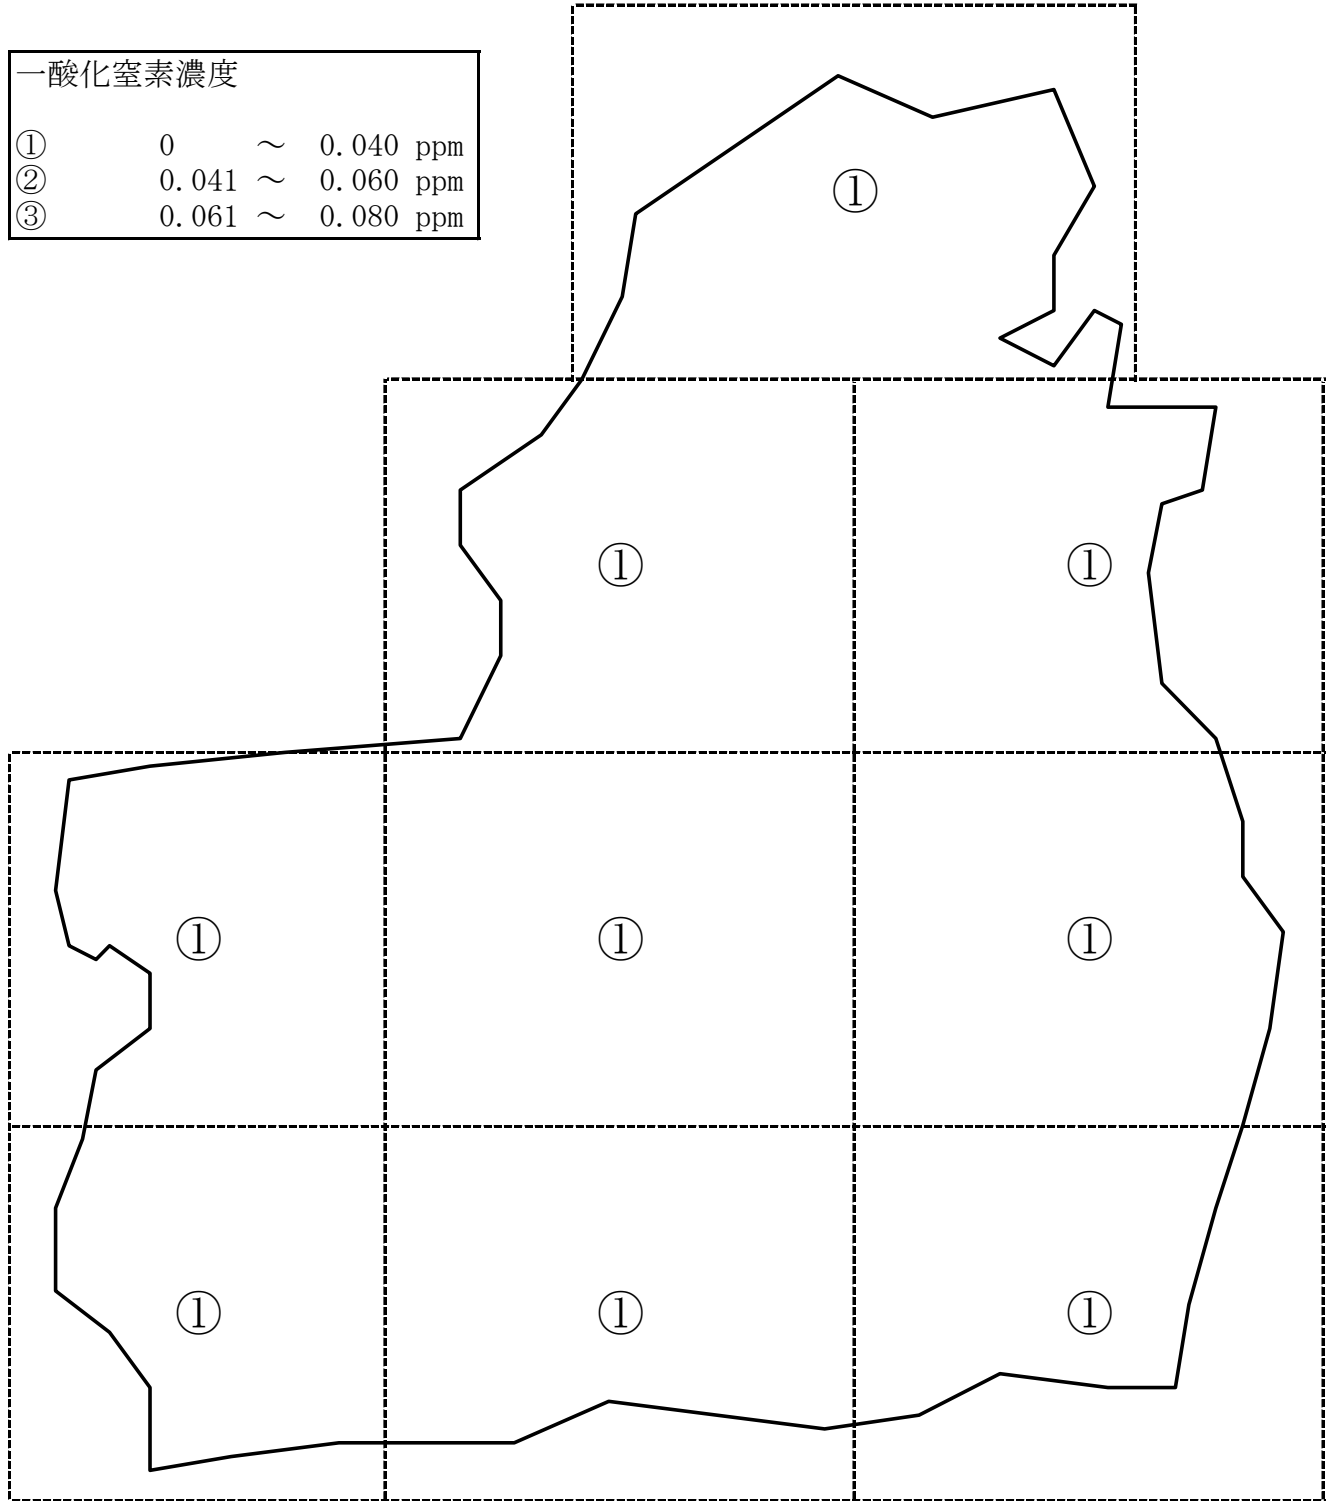 一酸化窒素濃度
① 0 ～ 0.040 ppm
② 0.041 ～ 0.060 ppm
③ 0.061 ～ 0.080 ppm
①
① ①
① ① ①
① ① ①